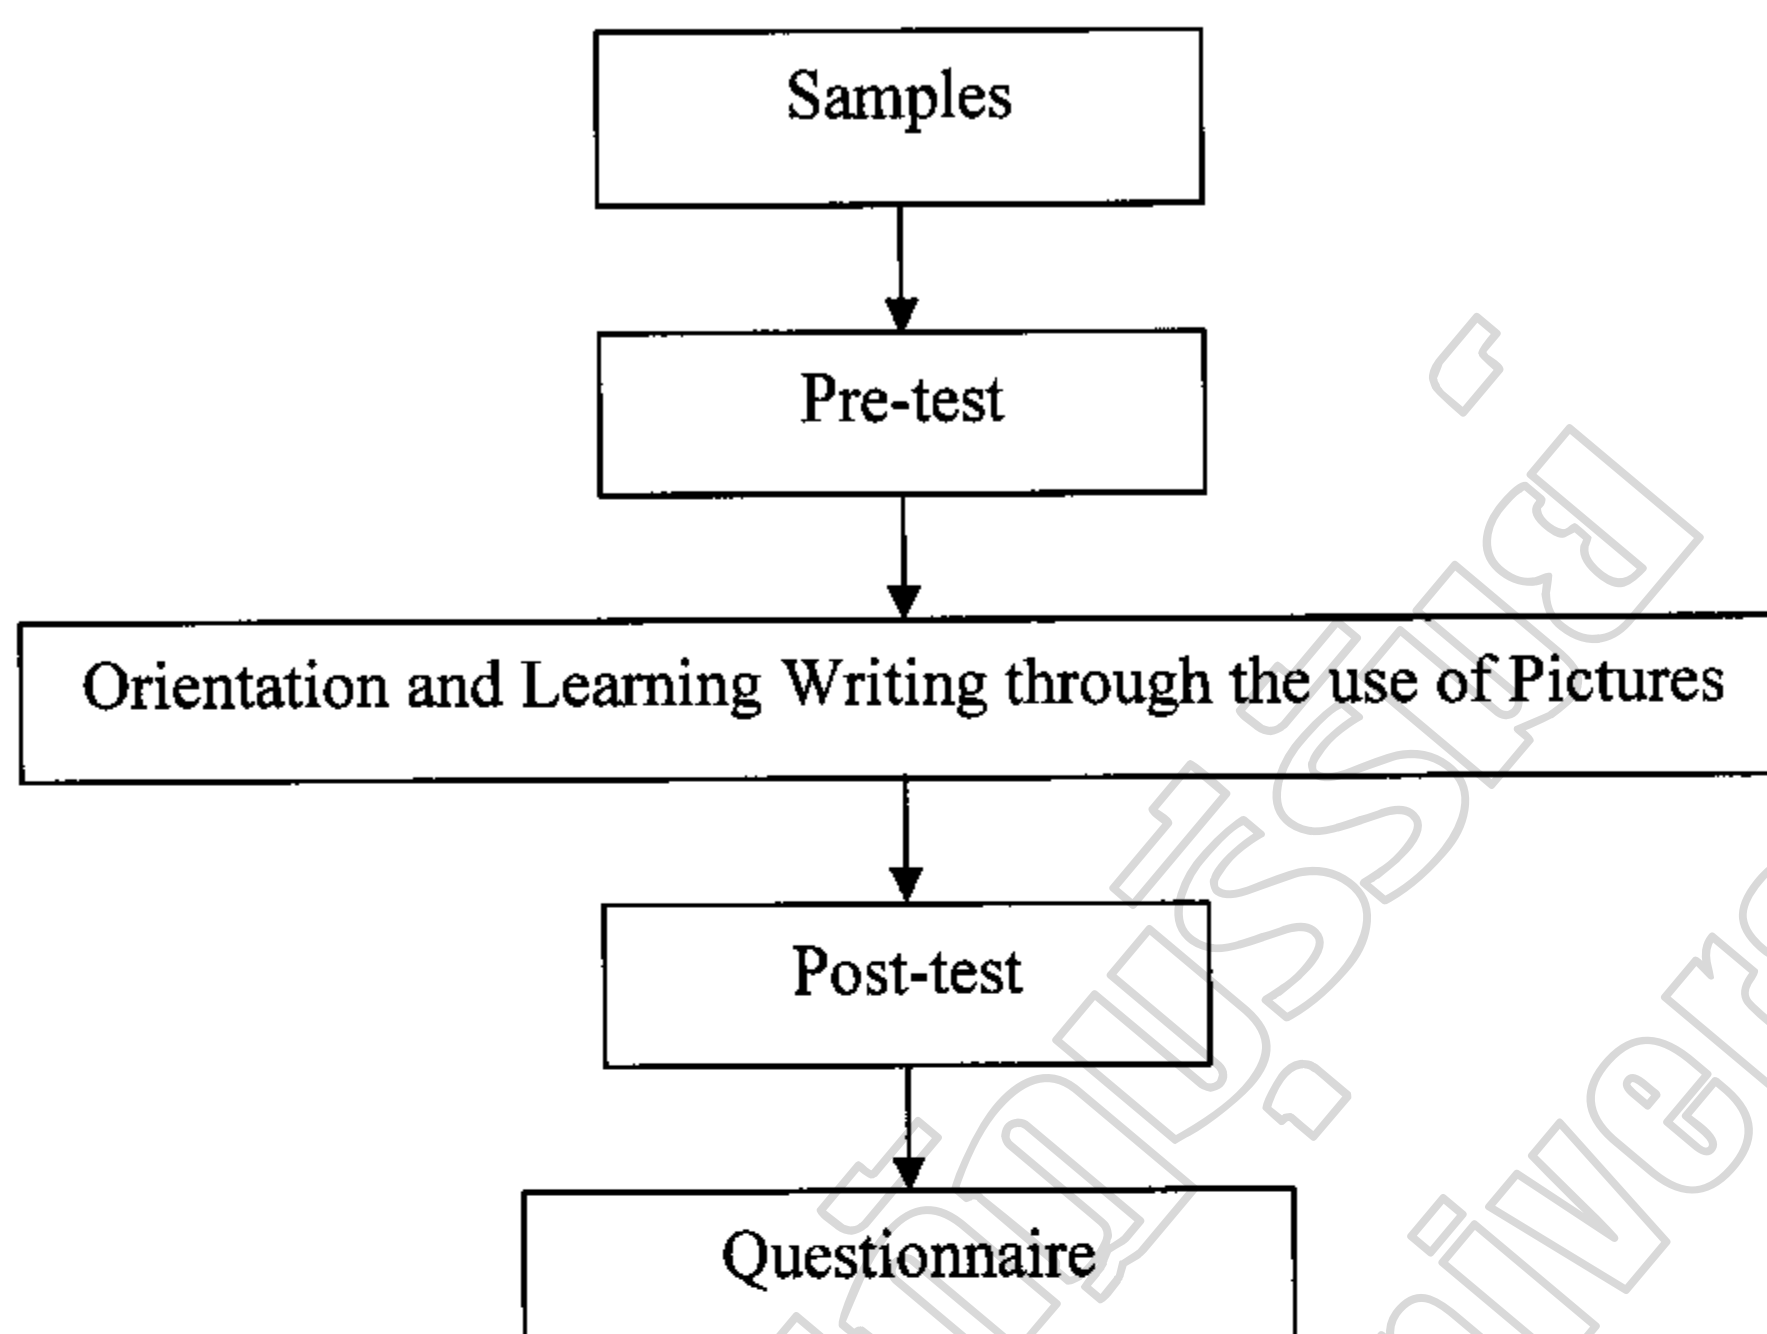 Samples
Pre-test
Orientation and Learning Writing through the use of Pictures
Post-test
Questionnaire